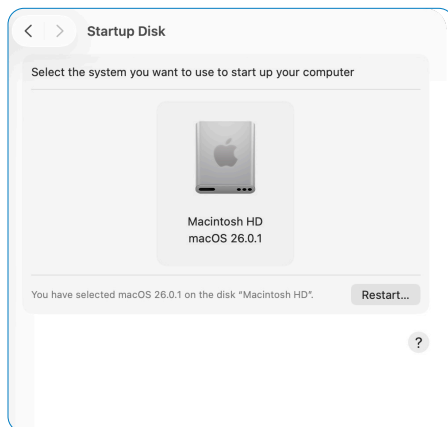 Startup Disk
Select the system you want to use to start up your computer
Macintosh HD
macOS 26.0.1
You have selected macOS 26.0.1 on the disk “Macintosh HD”.
Restart...
?